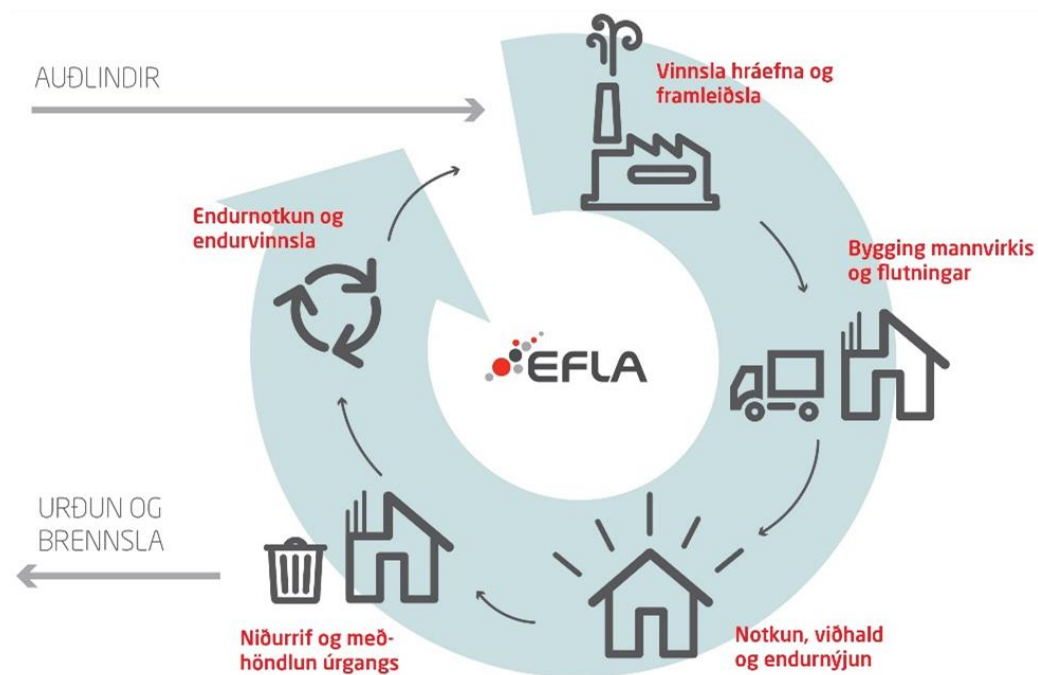 AUÐLINDIR
Vinnsla hráefna og
framleiðsla
Bygging mannvirkis
og flutningar
Notkun, viðhald
og endurnýjun
Niðurrif og með-
höndlun úrgangs
URÐUN OG
BRENNSLA
Endurnotkun og
endurvinnsla
EFLA